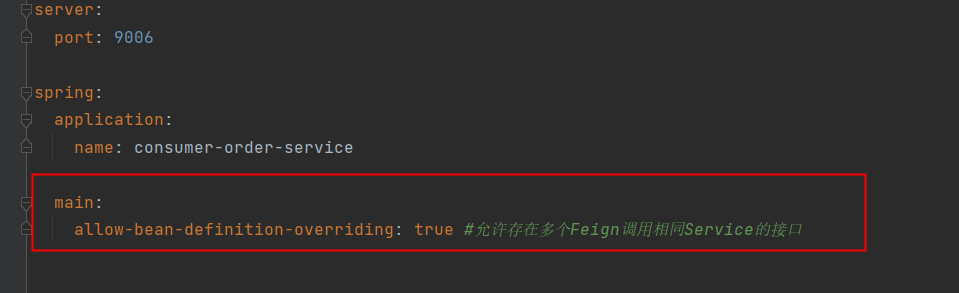 server:
port: 9006
spring:
application:
name: consumer-order-service
main:
allow-bean-definition-overriding: true #允许存在多个Feign调用相同Service的接口